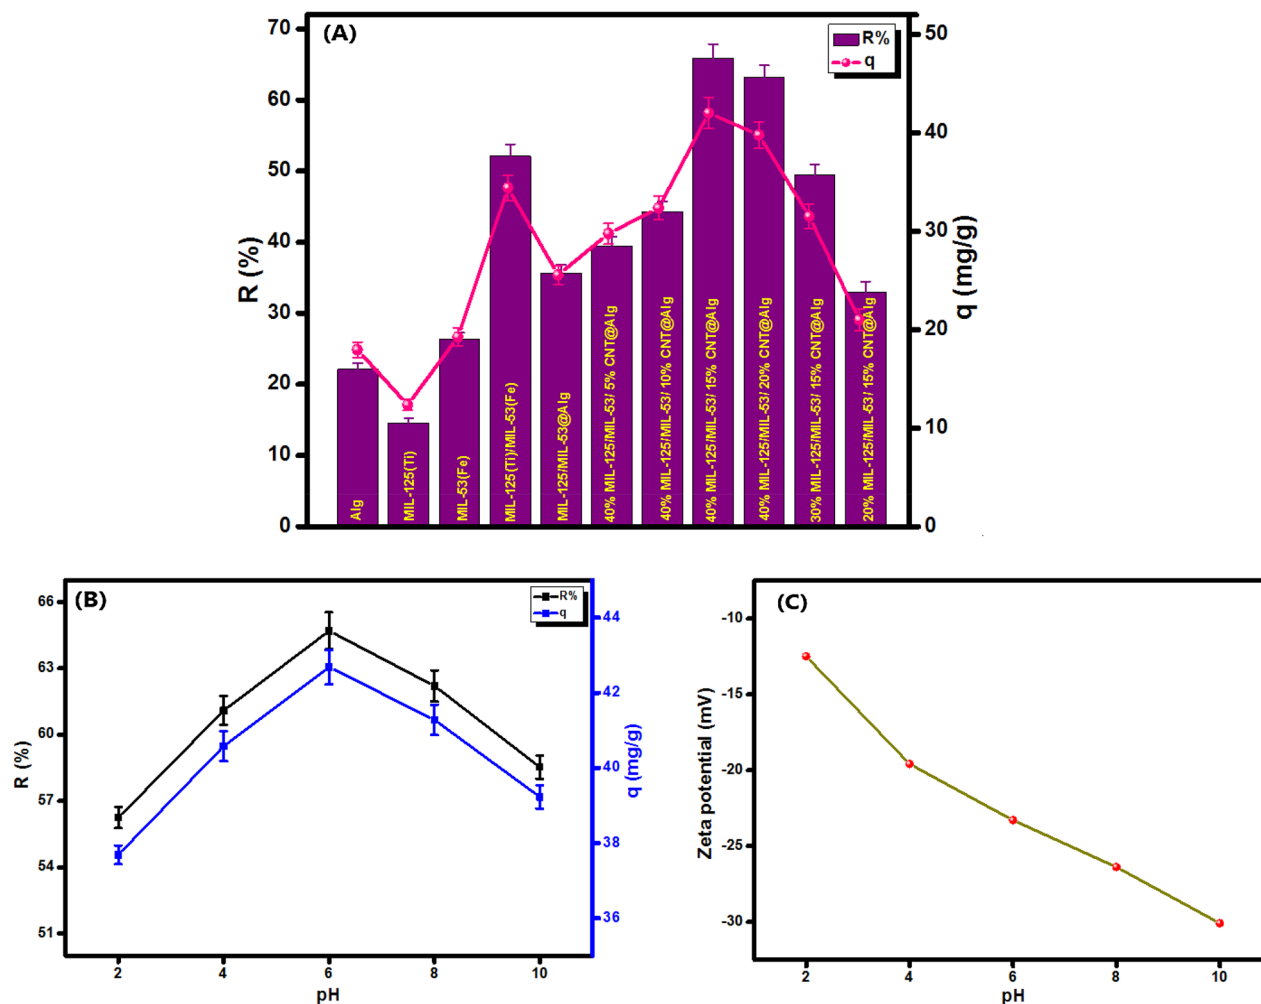 (A)
R%
q
70
60
50
40
30
20
10
0
R (%)
50
40
30
20
10
0
q (mg/g)
Alg
MIL-125(Ti)
MIL-53(Fe)
MIL-125(Ti)/MIL-53(Fe)
MIL-125/MIL-53@Alg
40% MIL-125/MIL-53/ 5% CNT@Alg
40% MIL-125/MIL-53/ 10% CNT@Alg
40% MIL-125/MIL-53/ 15% CNT@Alg
40% MIL-125/MIL-53/ 20% CNT@Alg
30% MIL-125/MIL-53/ 15% CNT@Alg
20% MIL-125/MIL-53/ 15% CNT@Alg
(B)
R%
q
66
63
60
57
54
51
R (%)
44
42
40
38
36
q (mg/g)
2 4 6 8 10
pH
(C)
-10
-15
-20
-25
-30
Zeta potential (mV)
2 4 6 8 10
pH